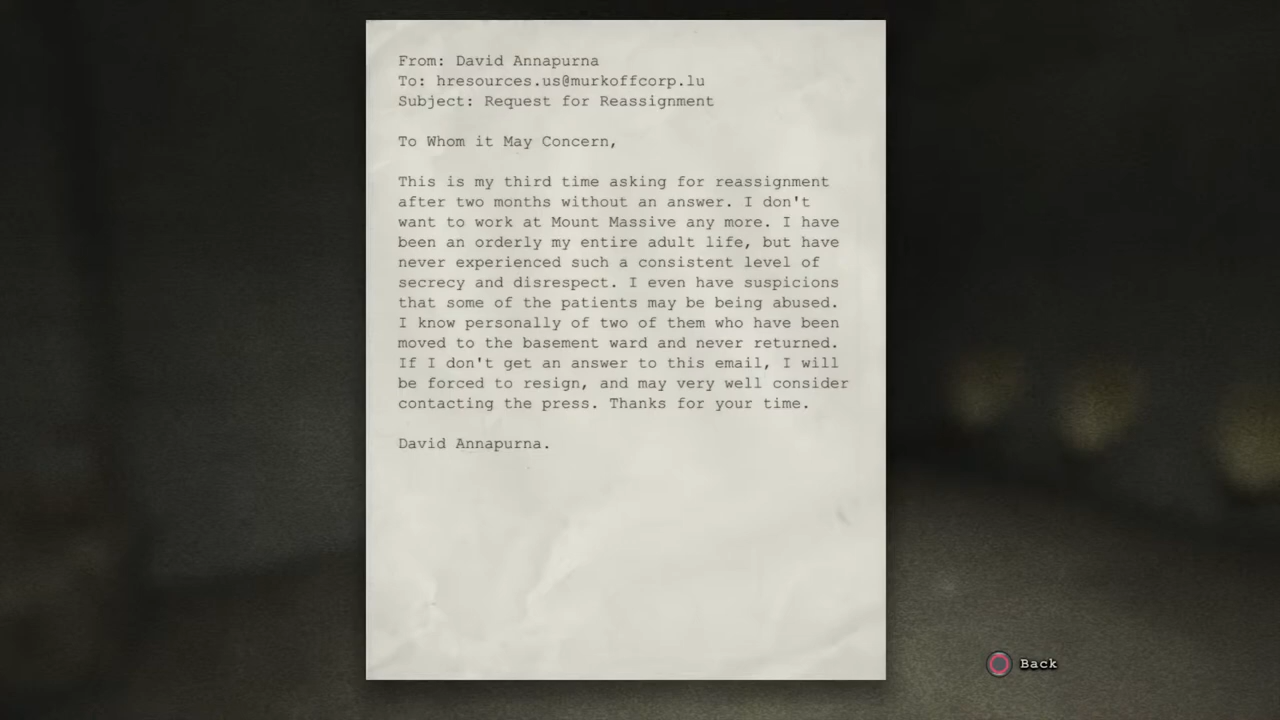 From: David Annapurna
To: hresources.us@murkoffcorp.lu
Subject: Request for Reassignment
To Whom it May Concern,
This is my third time asking for reassignment
after two months without an answer. I don't
want to work at Mount Massive any more. I have
been an orderly my entire adult life, but have
never experienced such a consistent level of
secrecy and disrespect. I even have suspicions
that some of the patients may be being abused.
I know personally of two of them who have been
moved to the basement ward and never returned.
If I don't get an answer to this email, I will
be forced to resign, and may very well consider
contacting the press. Thanks for your time.
David Annapurna.
Back